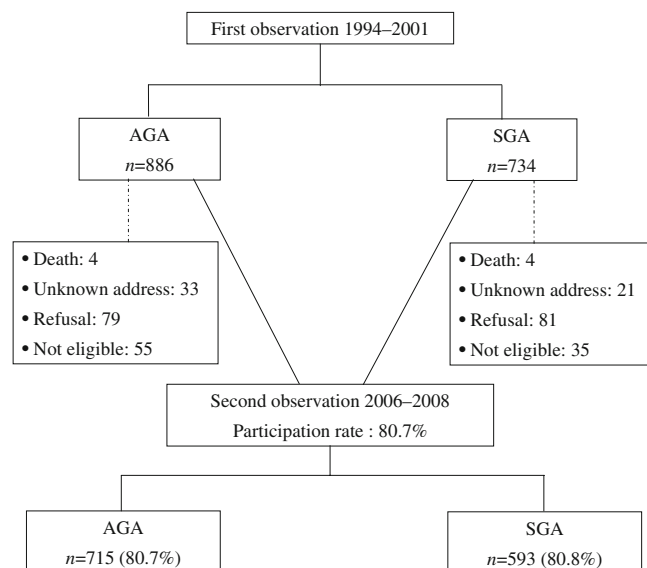 First observation 1994–2001
AGA
n=886
SGA
n=734
• Death: 4
• Unknown address: 33
• Refusal: 79
• Not eligible: 55
• Death: 4
• Unknown address: 21
• Refusal: 81
• Not eligible: 35
Second observation 2006–2008
Participation rate : 80.7%
AGA
n=715 (80.7%)
SGA
n=593 (80.8%)